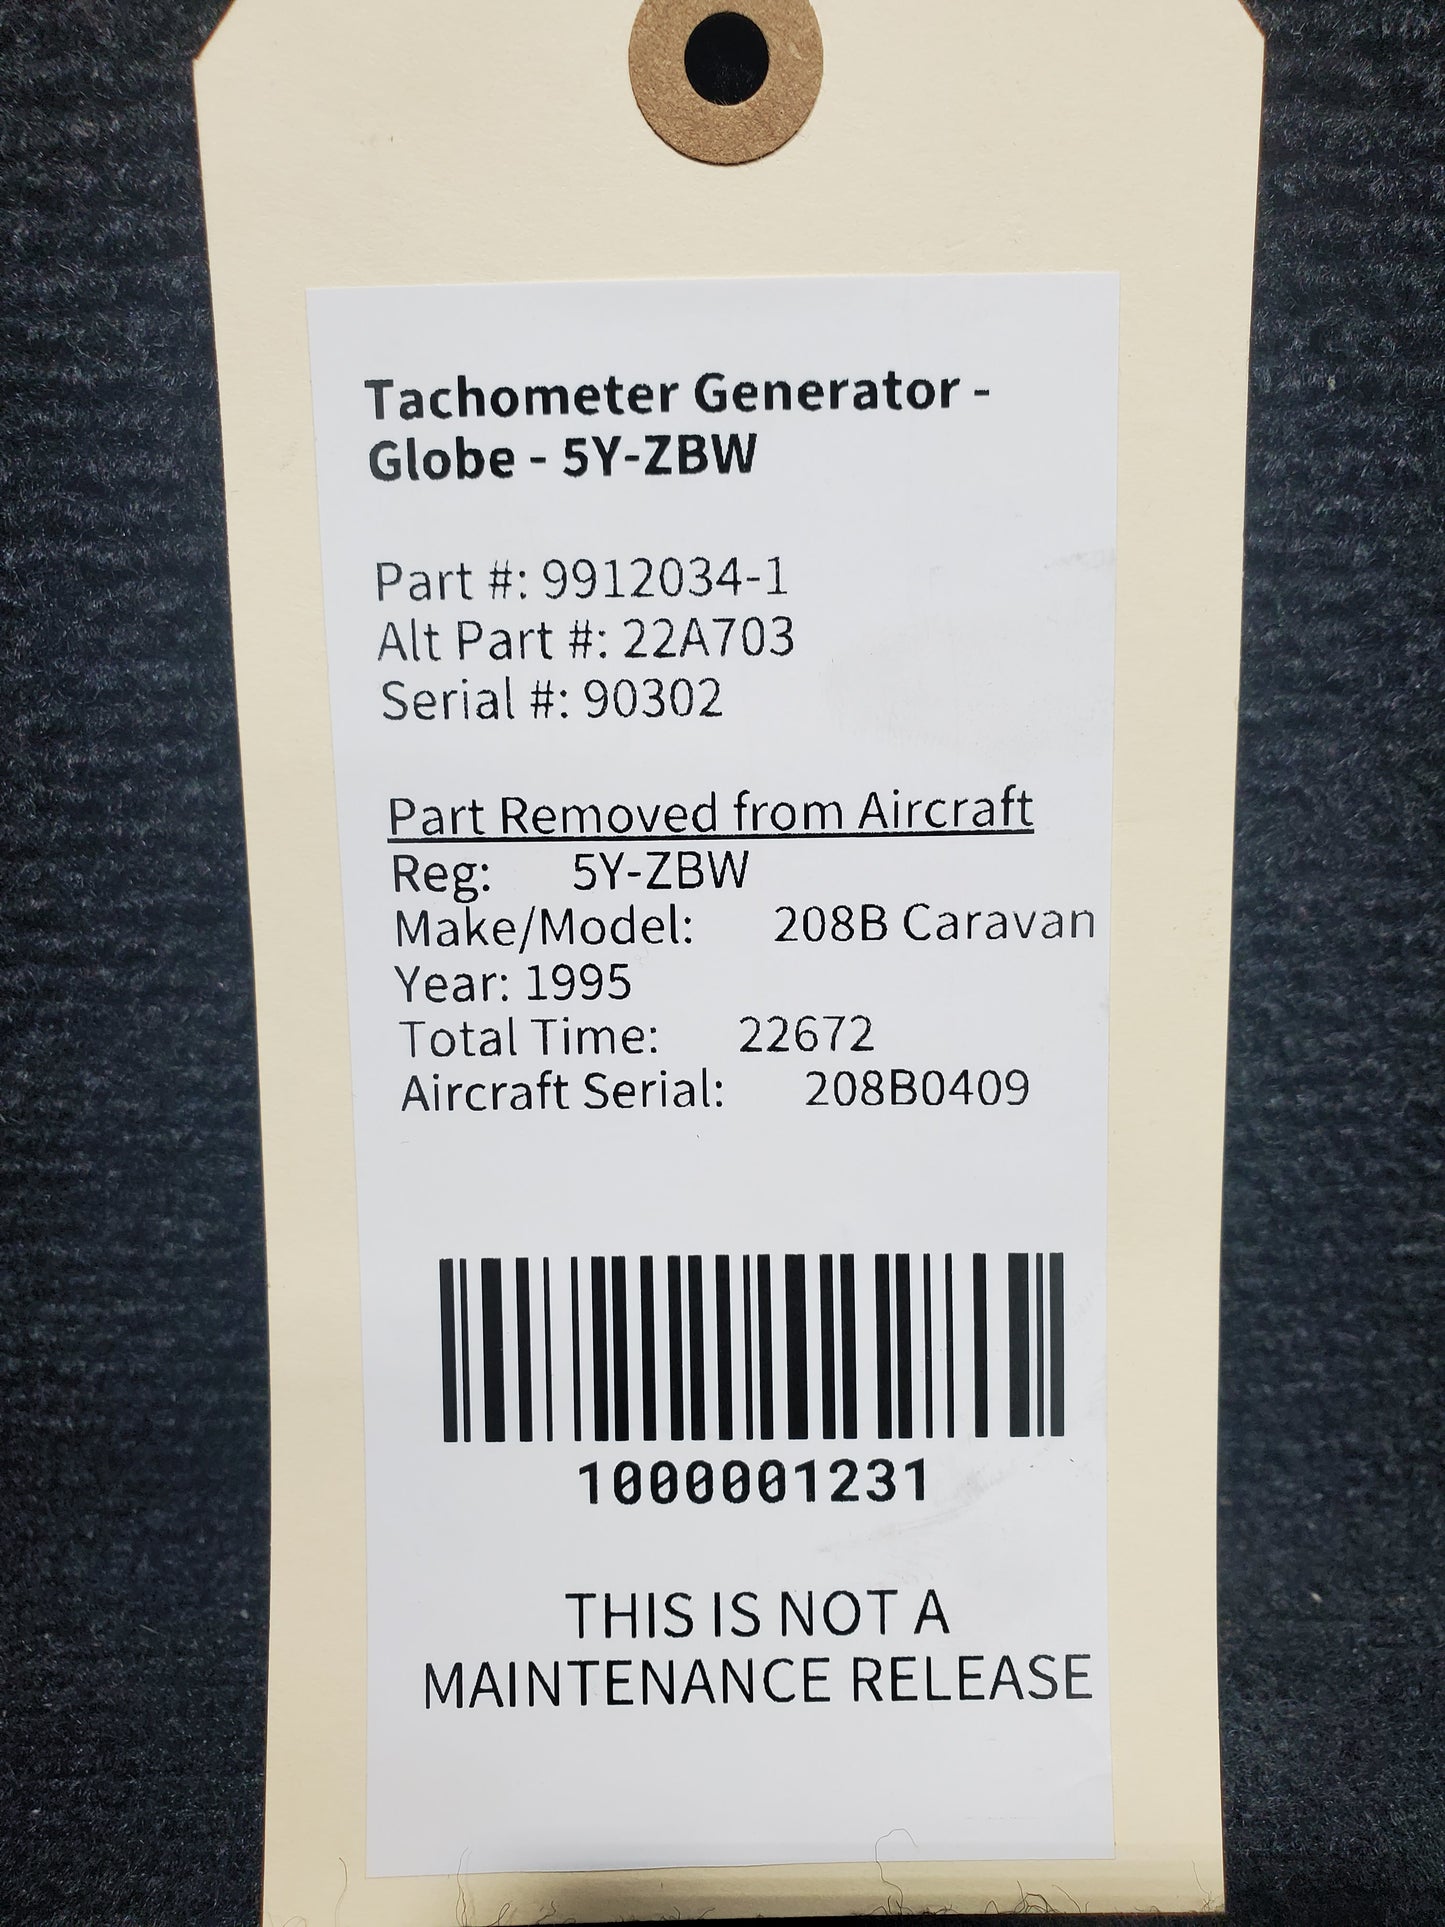 Tachometer Generator -
Globe - 5Y-ZBW
Part #: 9912034-1
Alt Part #: 22A703
Serial #: 90302
Part Removed from Aircraft
Reg: 5Y-ZBW
Make/Model: 208B Caravan
Year: 1995
Total Time: 22672
Aircraft Serial: 208B0409
1000001231
THIS IS NOT A
MAINTENANCE RELEASE